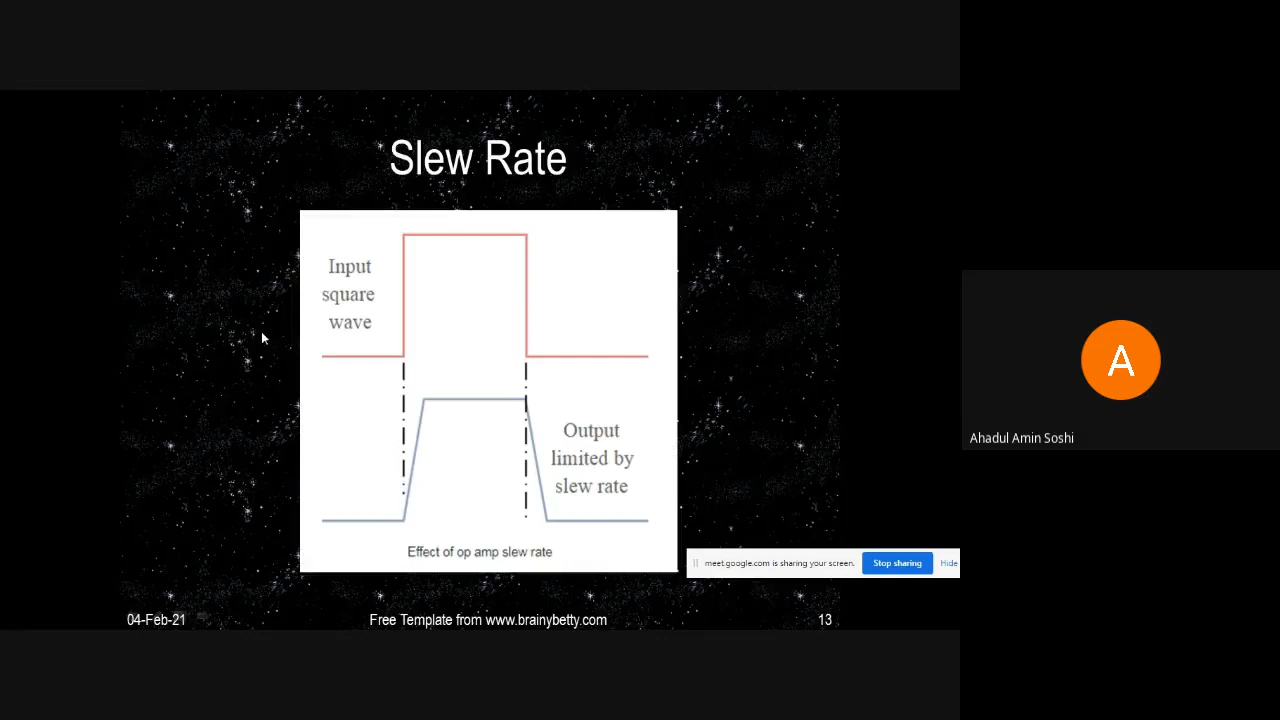 Slew Rate
Input
square
wave
Output
limited by
slew rate
Effect of op amp slew rate
meet.google.com is sharing your screen.
Stop sharing
Hide
04-Feb-21
Free Template from www.brainybetty.com
13
A
Ahadul Amin Soshi